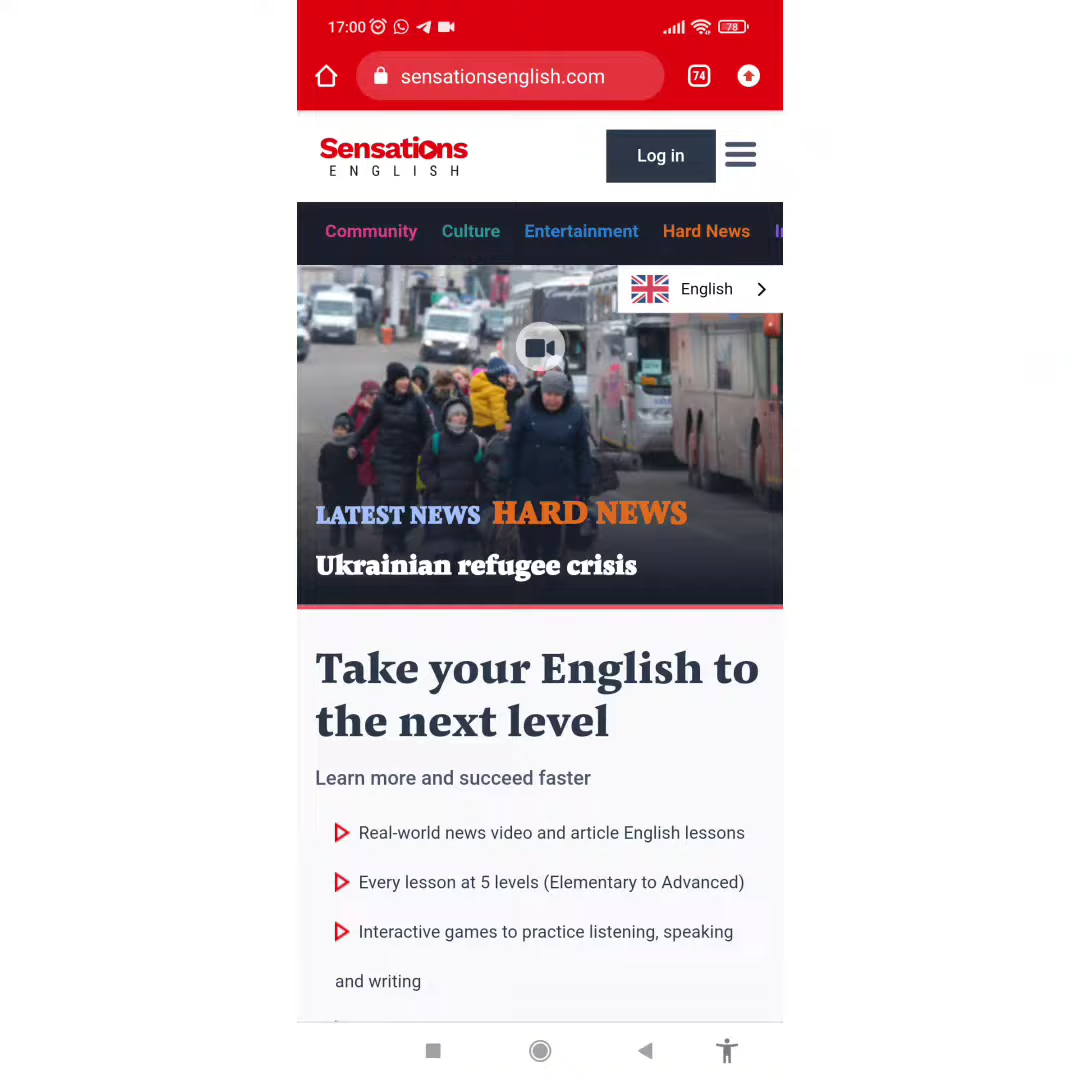 17:00
78
sensationsenglish.com
74
Sensations
ENGLISH
Log in
Community Culture Entertainment Hard News
English
LATEST NEWS HARD NEWS
Ukrainian refugee crisis
Take your English to
the next level
Learn more and succeed faster
Real-world news video and article English lessons
Every lesson at 5 levels (Elementary to Advanced)
Interactive games to practice listening, speaking
and writing